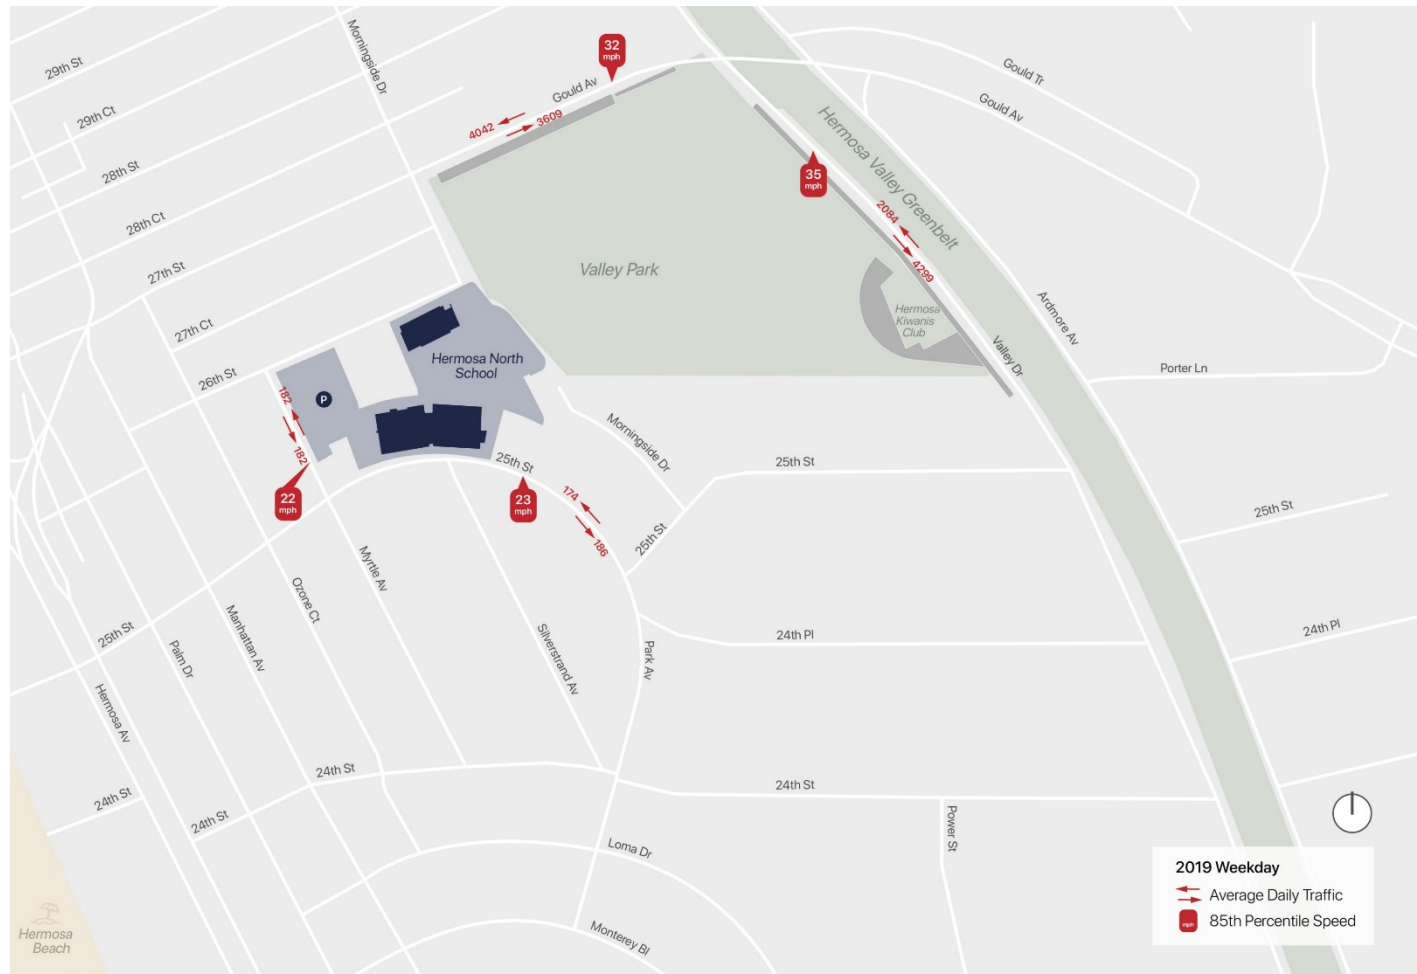 29th St
29th Ct
28th St
28th Ct
27th St
27th Ct
26th St
Morningside Dr
32
mph
Gould Av
4042
3609
Gould Tr
Gould Av
Hermosa Valley Greenbelt
35
mph
2084
4299
Valley Park
Hermosa
Kiwanis
Club
Valley Dr
Ardmore Av
Porter Ln
Hermosa North
School
P
182
182
22
mph
25th St
23
mph
174
186
Morningside Dr
25th St
25th St
25th St
24th Pl
24th Pl
25th St
Hermosa Av
Palm Dr
Manhattan Av
Ozone Ct
Myrtle Av
Silverstrand Av
Park Av
24th St
24th St
24th St
24th St
Power St
Loma Dr
Monterey Bl
Hermosa
Beach
2019 Weekday
Average Daily Traffic
mph
85th Percentile Speed